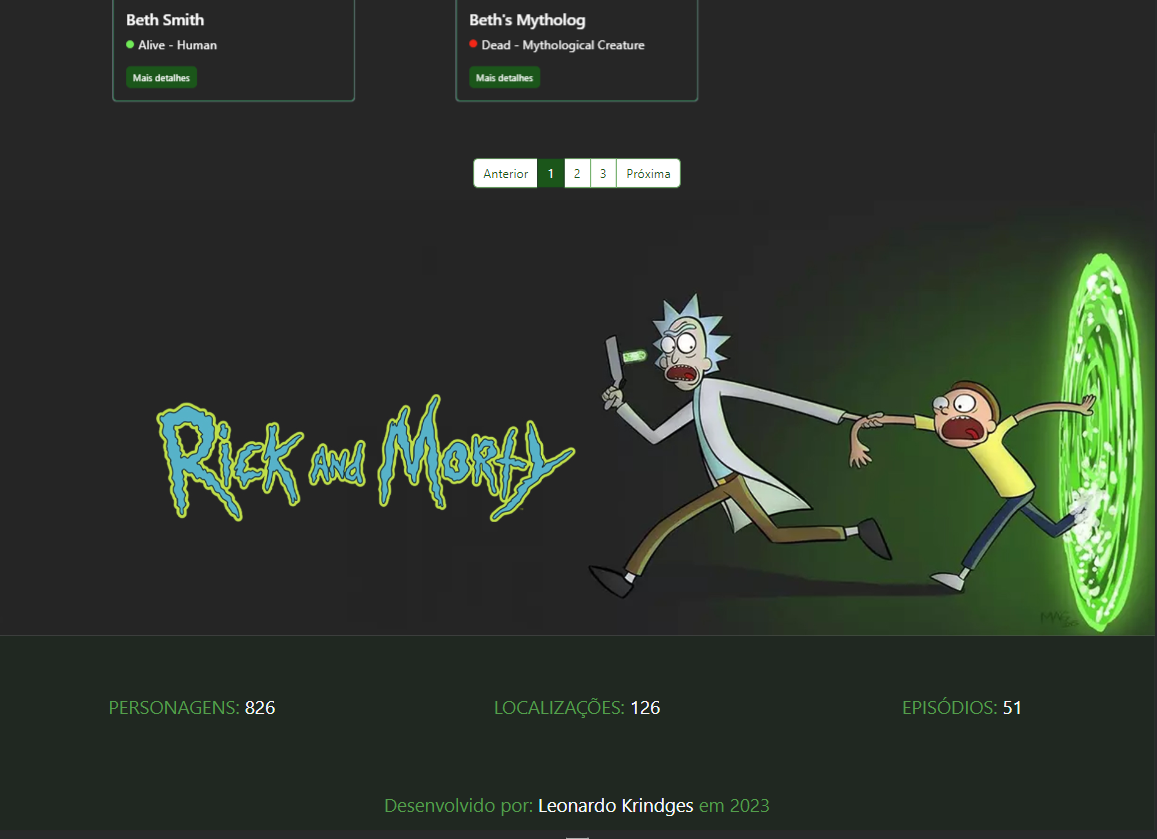 Beth Smith
Alive - Human
Mais detalhes
Beth's Mytholog
Dead - Mythological Creature
Mais detalhes
Anterior 1 2 3 Próxima
Rick and Morty
PERSONAGENS: 826
LOCALIZAÇÕES: 126
EPISÓDIOS: 51
Desenvolvido por: Leonardo Krindges em 2023